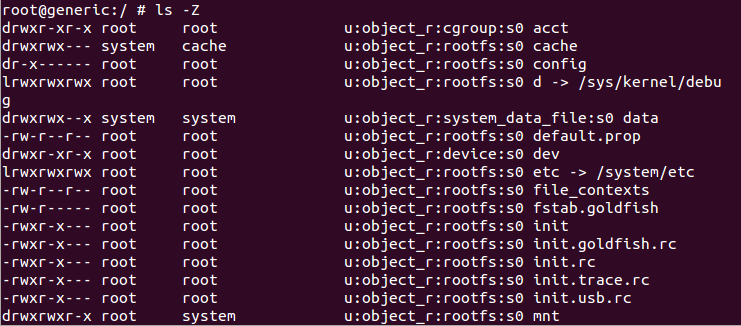 root@generic:/ # ls -Z
drwxr-xr-x root     root              u:object_r:cgroup:s0 acct
drwxrwx--- system   cache             u:object_r:rootfs:s0 cache
dr-x------ root     root              u:object_r:rootfs:s0 config
lrwxrwxrwx root     root              u:object_r:rootfs:s0 d -> /sys/kernel/debu
g
drwxrwx--x system   system            u:object_r:system_data_file:s0 data
-rw-r--r-- root     root              u:object_r:rootfs:s0 default.prop
drwxr-xr-x root     root              u:object_r:device:s0 dev
lrwxrwxrwx root     root              u:object_r:rootfs:s0 etc -> /system/etc
-rw-r--r-- root     root              u:object_r:rootfs:s0 file_contexts
-rw-r----- root     root              u:object_r:rootfs:s0 fstab.goldfish
-rwxr-x--- root     root              u:object_r:rootfs:s0 init
-rwxr-x--- root     root              u:object_r:rootfs:s0 init.goldfish.rc
-rwxr-x--- root     root              u:object_r:rootfs:s0 init.rc
-rwxr-x--- root     root              u:object_r:rootfs:s0 init.trace.rc
-rwxr-x--- root     root              u:object_r:rootfs:s0 init.usb.rc
drwxrwxr-x root     system            u:object_r:rootfs:s0 mnt